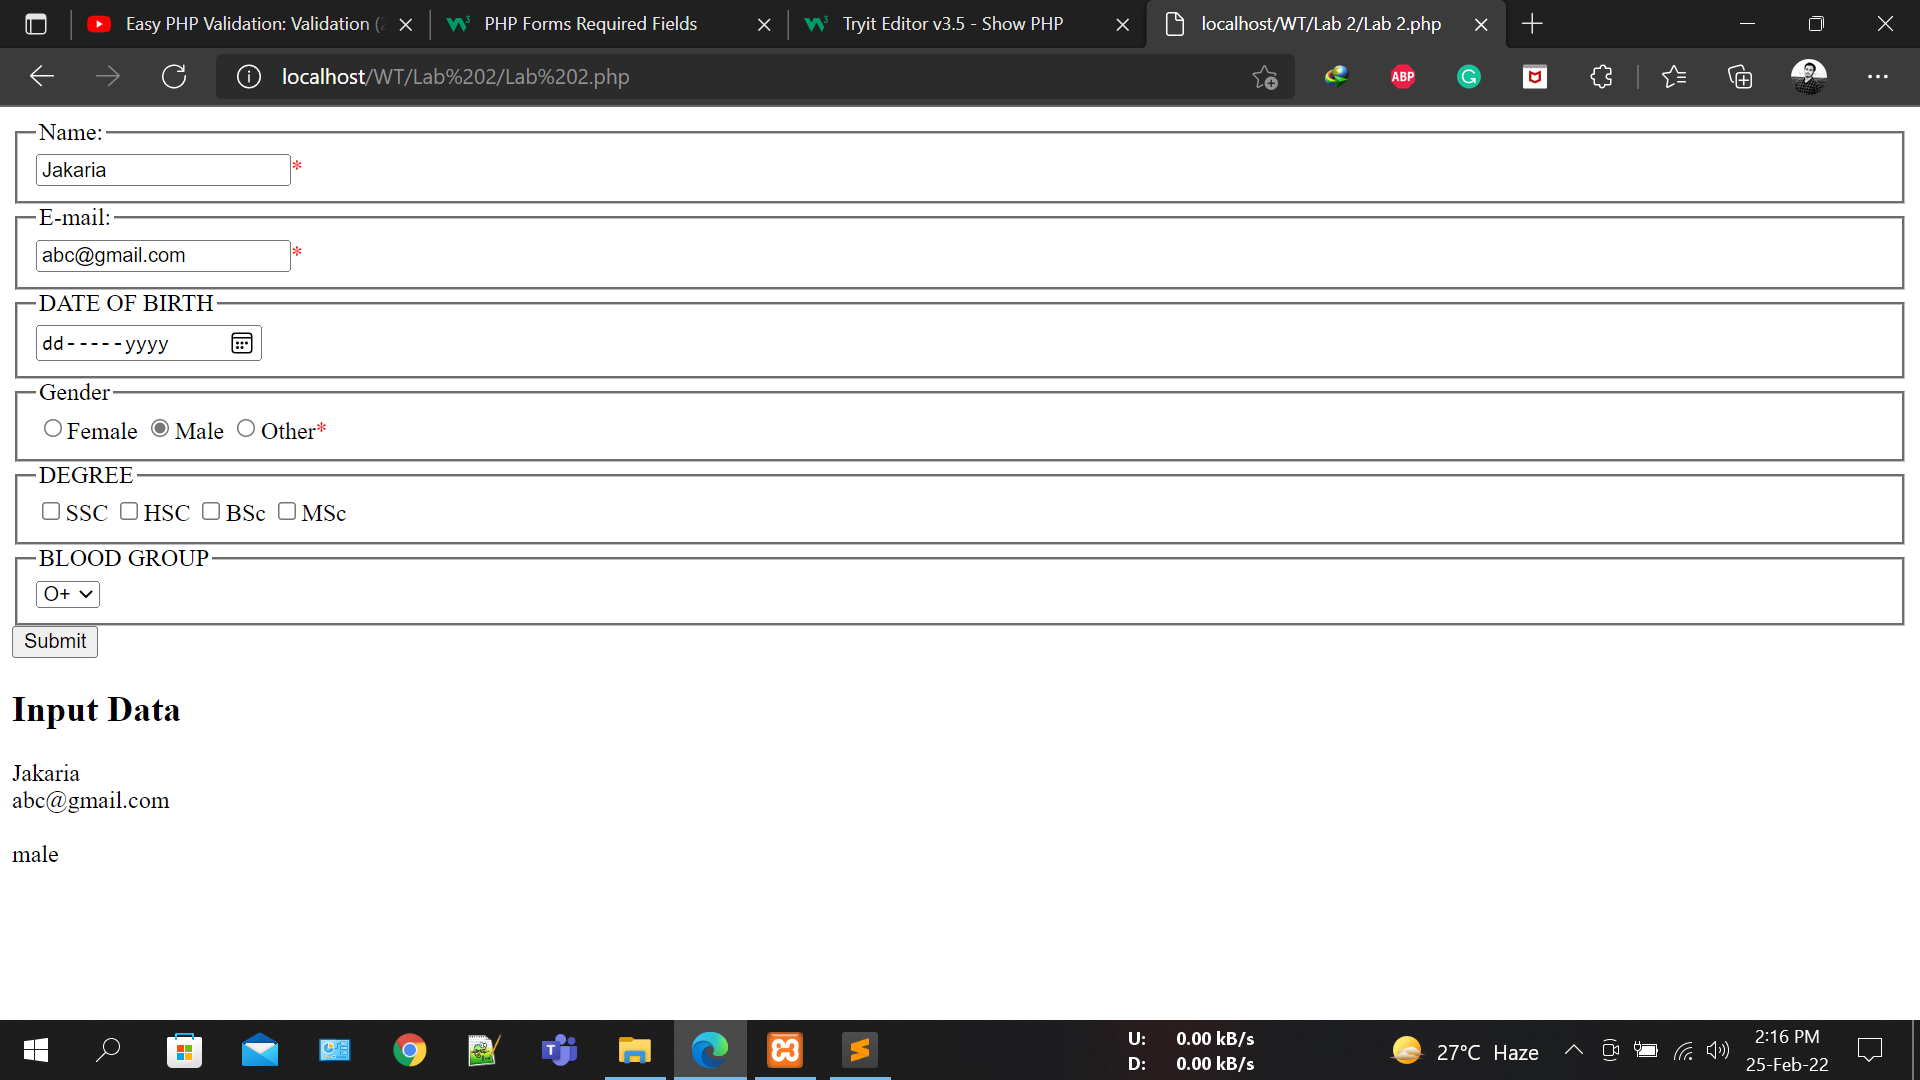 Easy PHP Validation: Validation (
PHP Forms Required Fields
Tryit Editor v3.5 - Show PHP
localhost/WT/Lab 2/Lab 2.php
localhost/WT/Lab%202/Lab%202.php
ABP
Name:
Jakaria*
E-mail:
abc@gmail.com*
DATE OF BIRTH
dd-----yyyy
Gender
Female Male Other*
DEGREE
SSC HSC BSc MSc
BLOOD GROUP
O+
Submit
Input Data
Jakaria
abc@gmail.com
male
U: 0.00 kB/s
D: 0.00 kB/s
27°C Haze
2:16 PM
25-Feb-22